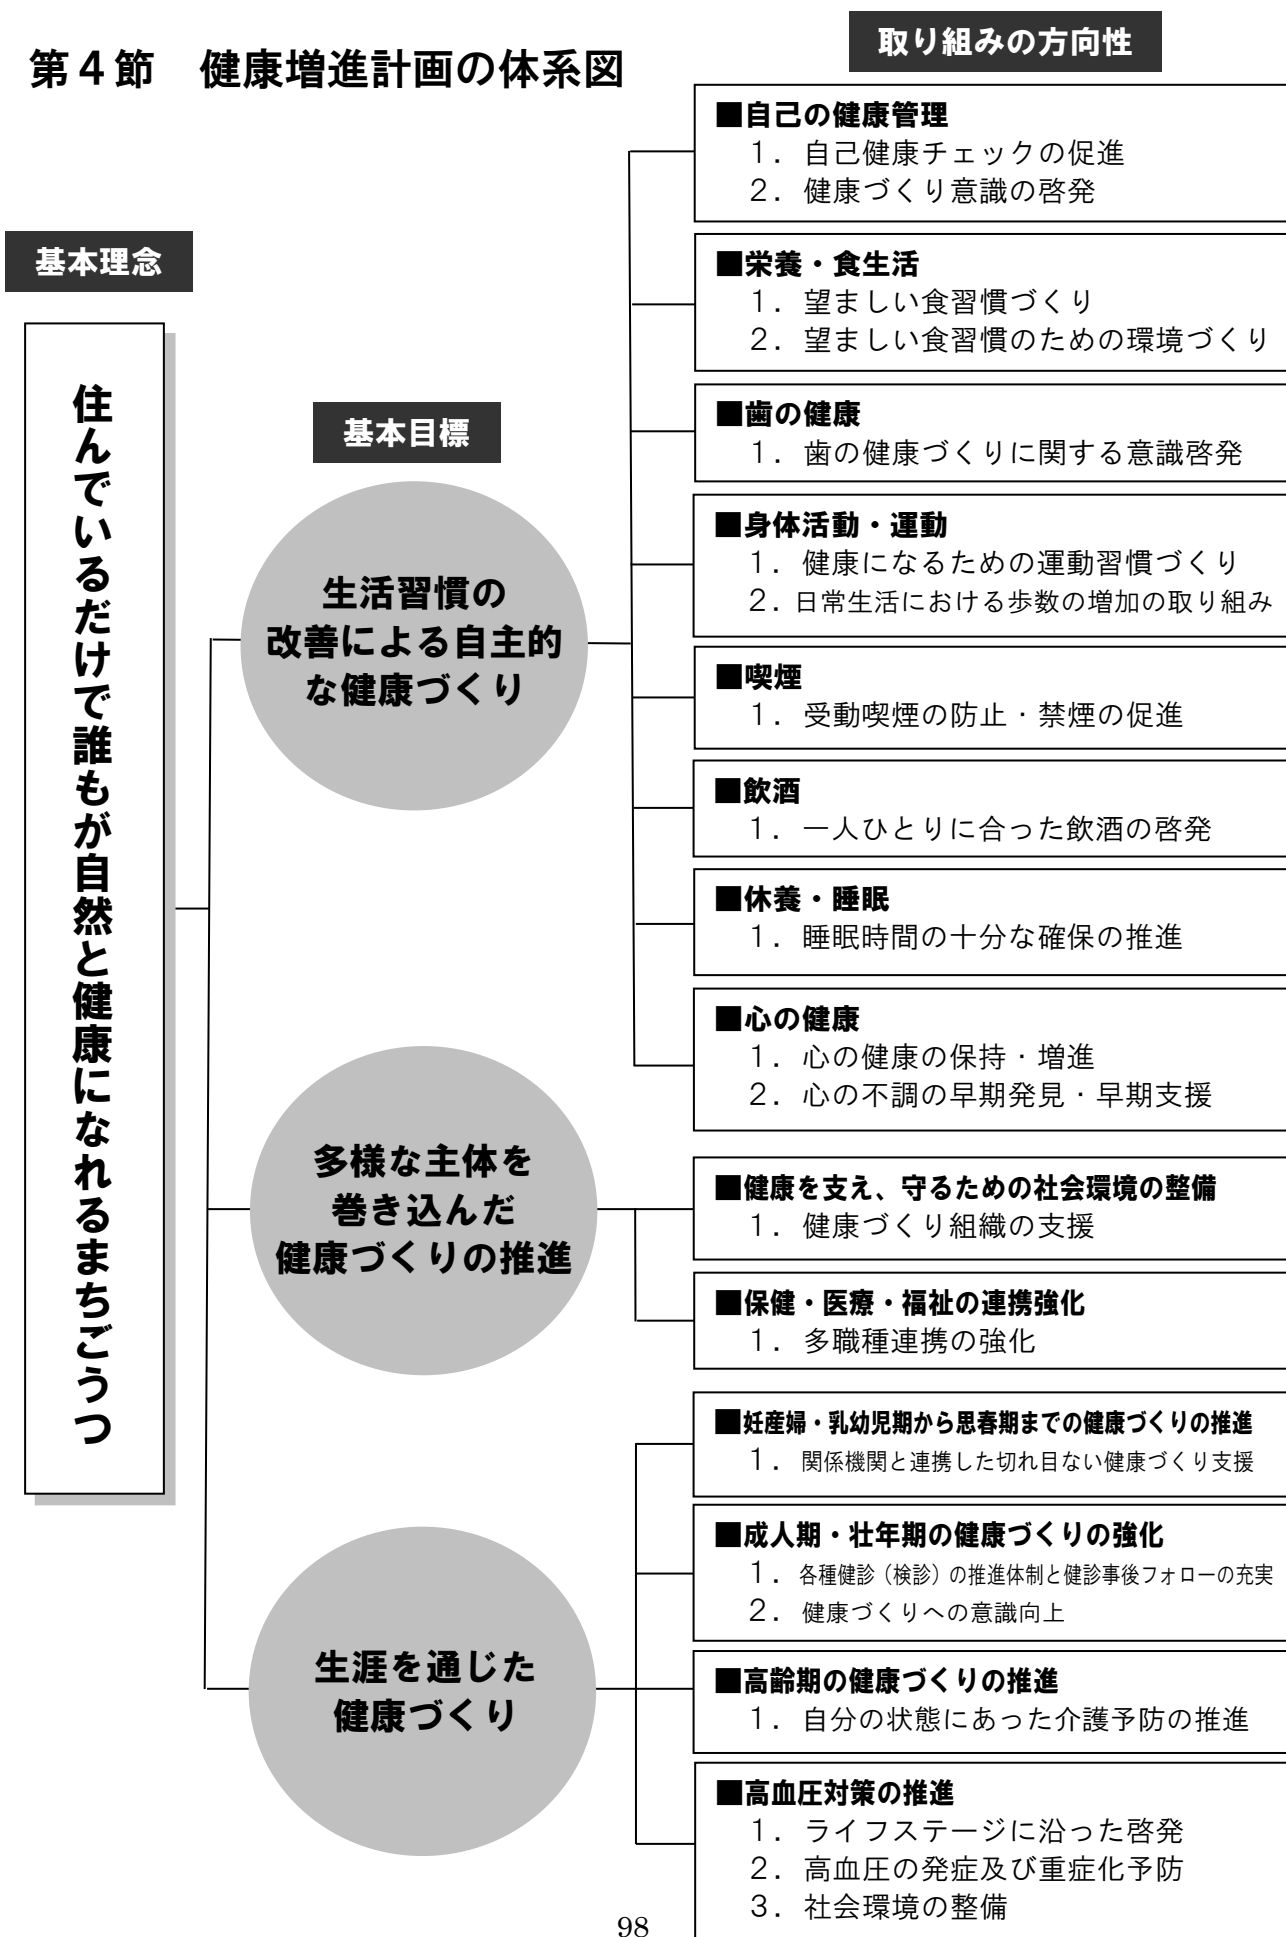 第４節　健康増進計画の体系図
取り組みの方向性
基本理念
住んでいるだけで誰もが自然と健康になれるまちごうつ
基本目標
生活習慣の
改善による自主的
な健康づくり
■自己の健康管理
１．自己健康チェックの促進
２．健康づくり意識の啓発
■栄養・食生活
１．望ましい食習慣づくり
２．望ましい食習慣のための環境づくり
■歯の健康
１．歯の健康づくりに関する意識啓発
■身体活動・運動
１．健康になるための運動習慣づくり
２．日常生活における歩数の増加の取り組み
■喫煙
１．受動喫煙の防止・禁煙の促進
■飲酒
１．一人ひとりに合った飲酒の啓発
■休養・睡眠
１．睡眠時間の十分な確保の推進
■心の健康
１．心の健康の保持・増進
２．心の不調の早期発見・早期支援
多様な主体を
巻き込んだ
健康づくりの推進
■健康を支え、守るための社会環境の整備
１．健康づくり組織の支援
■保健・医療・福祉の連携強化
１．多職種連携の強化
生涯を通じた
健康づくり
■妊産婦・乳幼児期から思春期までの健康づくりの推進
１．関係機関と連携した切れ目ない健康づくり支援
■成人期・壮年期の健康づくりの強化
１．各種健診（検診）の推進体制と健診事後フォローの充実
２．健康づくりへの意識向上
■高齢期の健康づくりの推進
１．自分の状態にあった介護予防の推進
■高血圧対策の推進
１．ライフステージに沿った啓発
２．高血圧の発症及び重症化予防
３．社会環境の整備
98